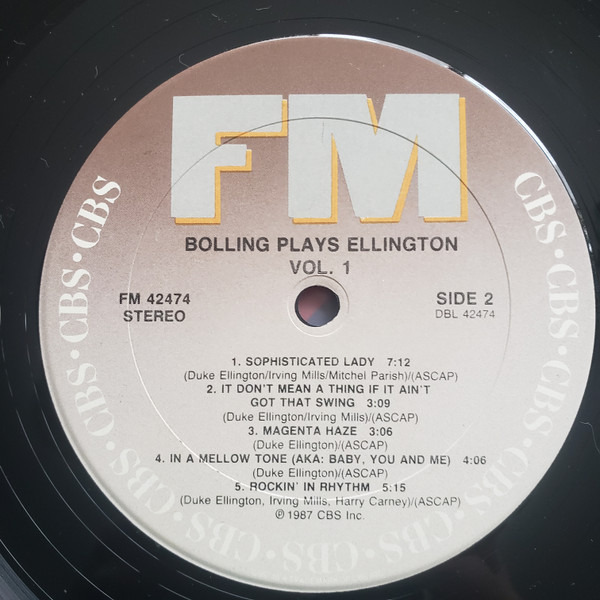 FM
BOLLING PLAYS ELLINGTON
VOL. 1
FM 42474
STEREO
SIDE 2
DBL 42474
1. SOPHISTICATED LADY 7:12
(Duke Ellington/Irving Mills/Mitchel Parish)/(ASCAP)
2. IT DON'T MEAN A THING IF IT AIN'T
GOT THAT SWING 3:09
(Duke Ellington/Irving Mills)/(ASCAP)
3. MAGENTA HAZE 3:06
(Duke Ellington)/(ASCAP)
4. IN A MELLOW TONE (AKA: BABY, YOU AND ME) 4:06
(Duke Ellington)/(ASCAP)
5. ROCKIN' IN RHYTHM 5:15
(Duke Ellington, Irving Mills, Harry Carney)/(ASCAP)
℗ 1987 CBS Inc.
CBS • CBS • CBS • CBS • CBS • CBS • CBS • CBS • CBS • CBS